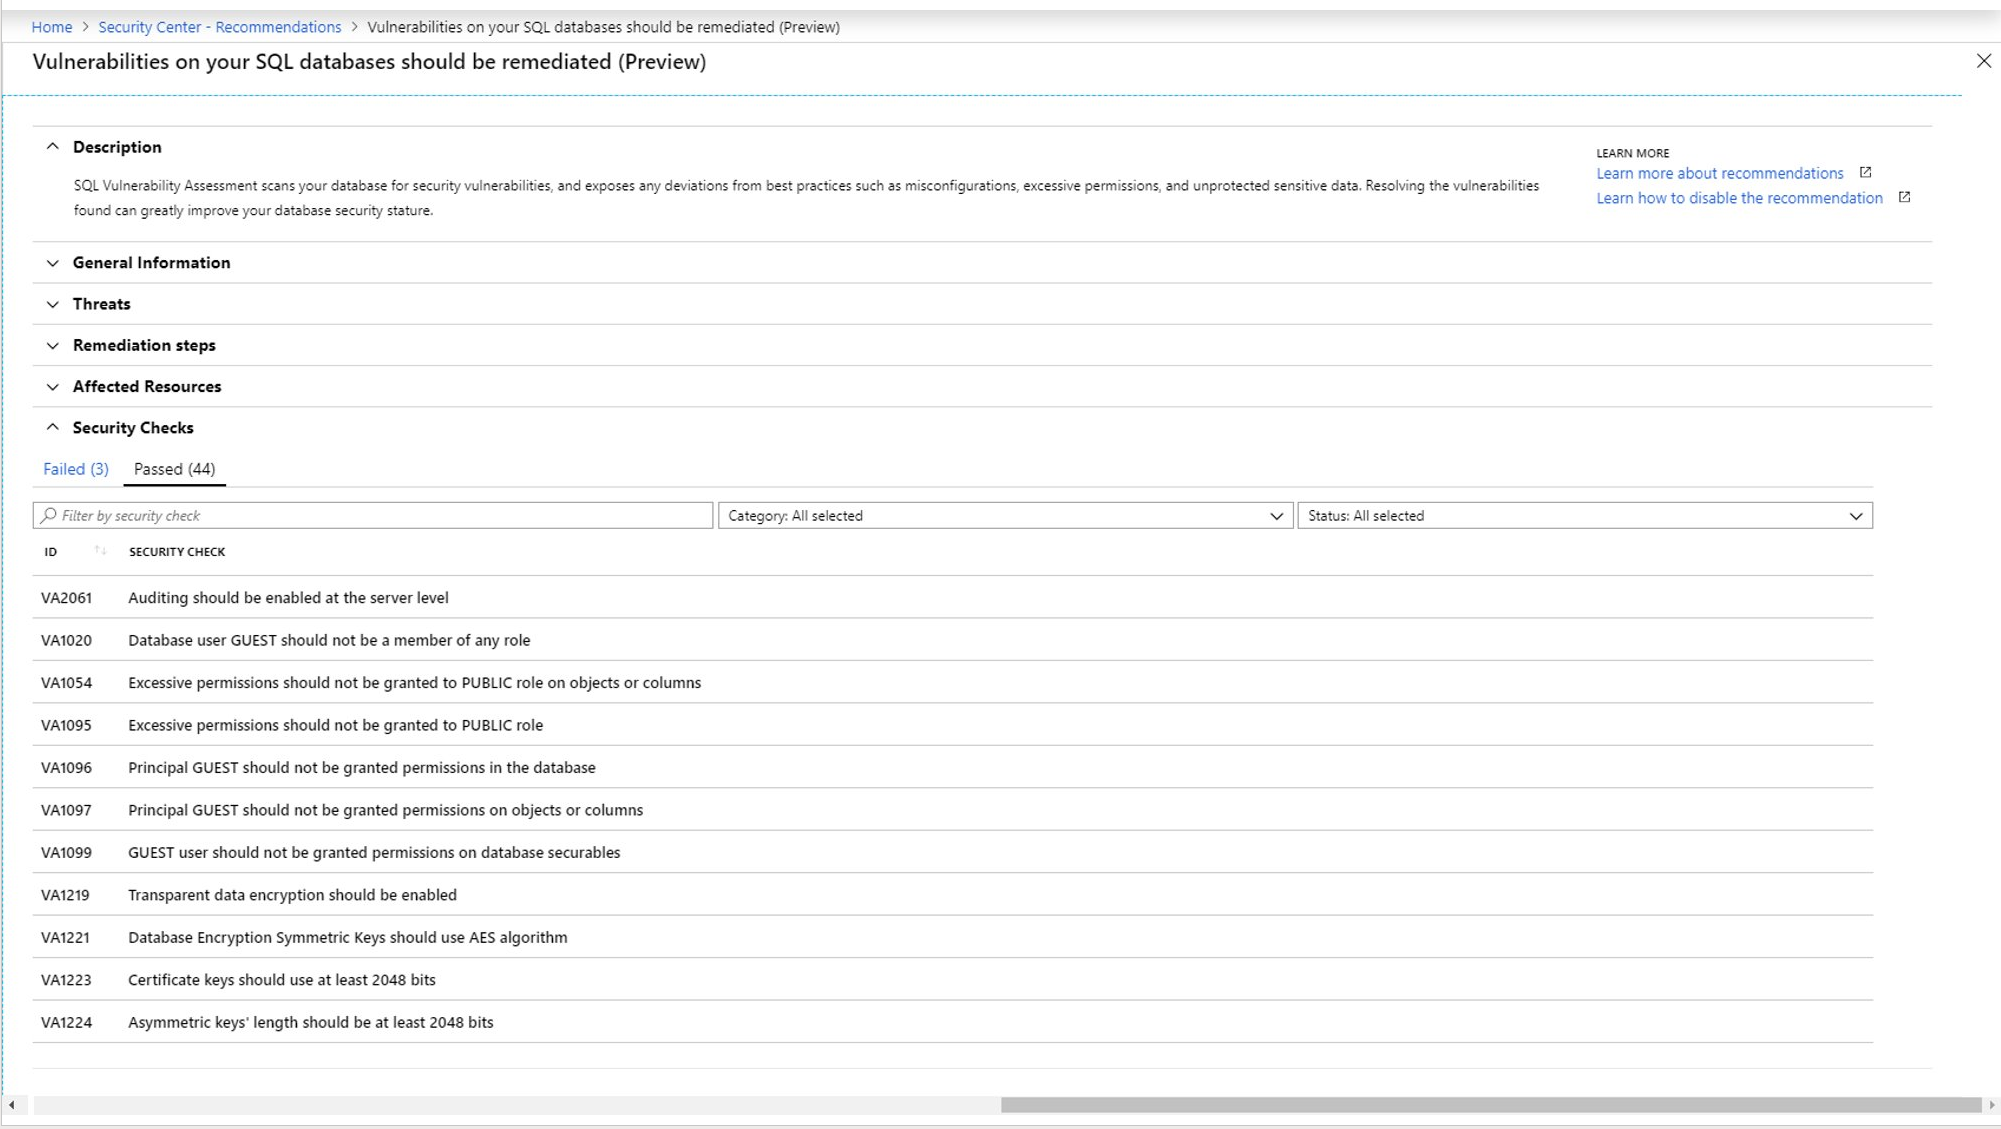 Home > Security Center - Recommendations > Vulnerabilities on your SQL databases should be remediated (Preview)
Vulnerabilities on your SQL databases should be remediated (Preview)
Description
SQL Vulnerability Assessment scans your database for security vulnerabilities, and exposes any deviations from best practices such as misconfigurations, excessive permissions, and unprotected sensitive data. Resolving the vulnerabilities
found can greatly improve your database security stature.
LEARN MORE
Learn more about recommendations
Learn how to disable the recommendation
General Information
Threats
Remediation steps
Affected Resources
Security Checks
Failed (3) Passed (44)
Filter by security check Category: All selected Status: All selected
ID SECURITY CHECK
VA2061 Auditing should be enabled at the server level
VA1020 Database user GUEST should not be a member of any role
VA1054 Excessive permissions should not be granted to PUBLIC role on objects or columns
VA1095 Excessive permissions should not be granted to PUBLIC role
VA1096 Principal GUEST should not be granted permissions in the database
VA1097 Principal GUEST should not be granted permissions on objects or columns
VA1099 GUEST user should not be granted permissions on database securables
VA1219 Transparent data encryption should be enabled
VA1221 Database Encryption Symmetric Keys should use AES algorithm
VA1223 Certificate keys should use at least 2048 bits
VA1224 Asymmetric keys' length should be at least 2048 bits